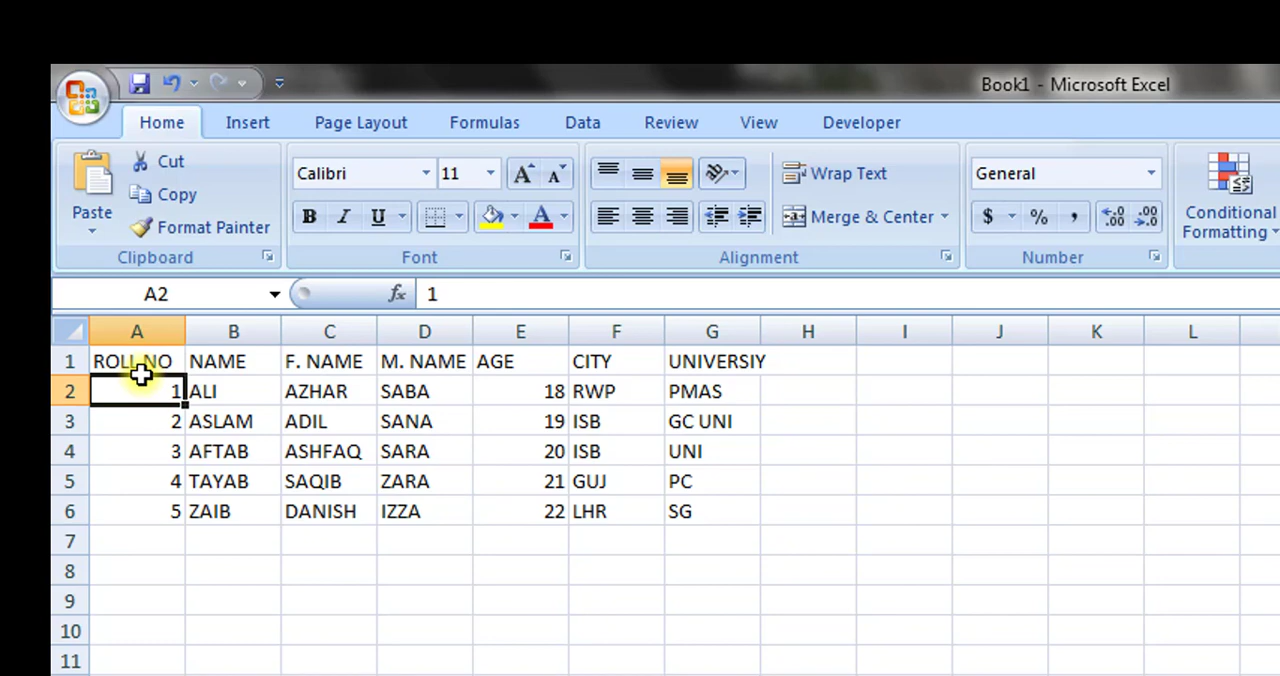 Book1 - Microsoft Excel
Home Insert Page Layout Formulas Data Review View Developer
Paste Cut Copy Format Painter Clipboard
Calibri 11 A A B I U A Font
Wrap Text Merge & Center Alignment
General $ % , .0 .00 .00 .0 Number
Conditional Formatting
A2 fx 1
A B C D E F G H I J K L
1 ROLL NO NAME F. NAME M. NAME AGE CITY UNIVERSIY
2 1 ALI AZHAR SABA 18 RWP PMAS
3 2 ASLAM ADIL SANA 19 ISB GC UNI
4 3 AFTAB ASHFAQ SARA 20 ISB UNI
5 4 TAYAB SAQIB ZARA 21 GUJ PC
6 5 ZAIB DANISH IZZA 22 LHR SG
7
8
9
10
11